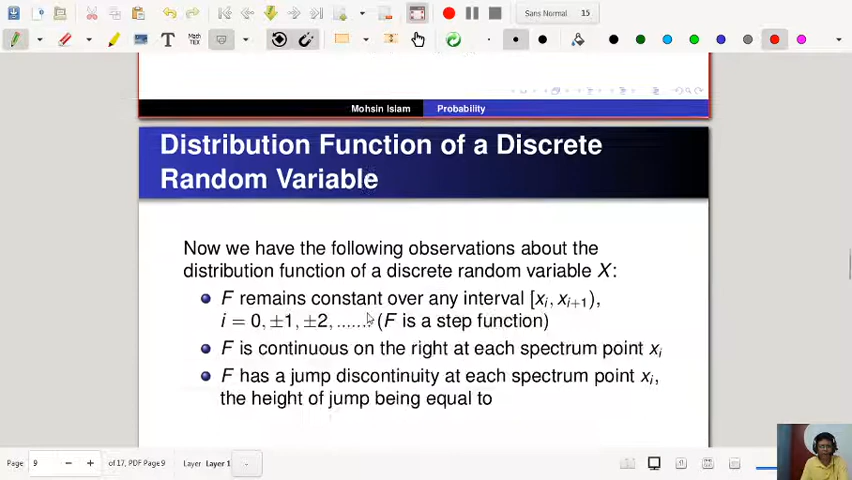 Sans Normal 15
T MATH TEX
Mohsin Islam Probability
Distribution Function of a Discrete
Random Variable
Now we have the following observations about the
distribution function of a discrete random variable X:
F remains constant over any interval [xᵢ, xᵢ₊₁),
i = 0, ±1, ±2, ...... (F is a step function)
F is continuous on the right at each spectrum point xᵢ
F has a jump discontinuity at each spectrum point xᵢ,
the height of jump being equal to
Page 9 of 17, PDF Page9 Layer Layer 1